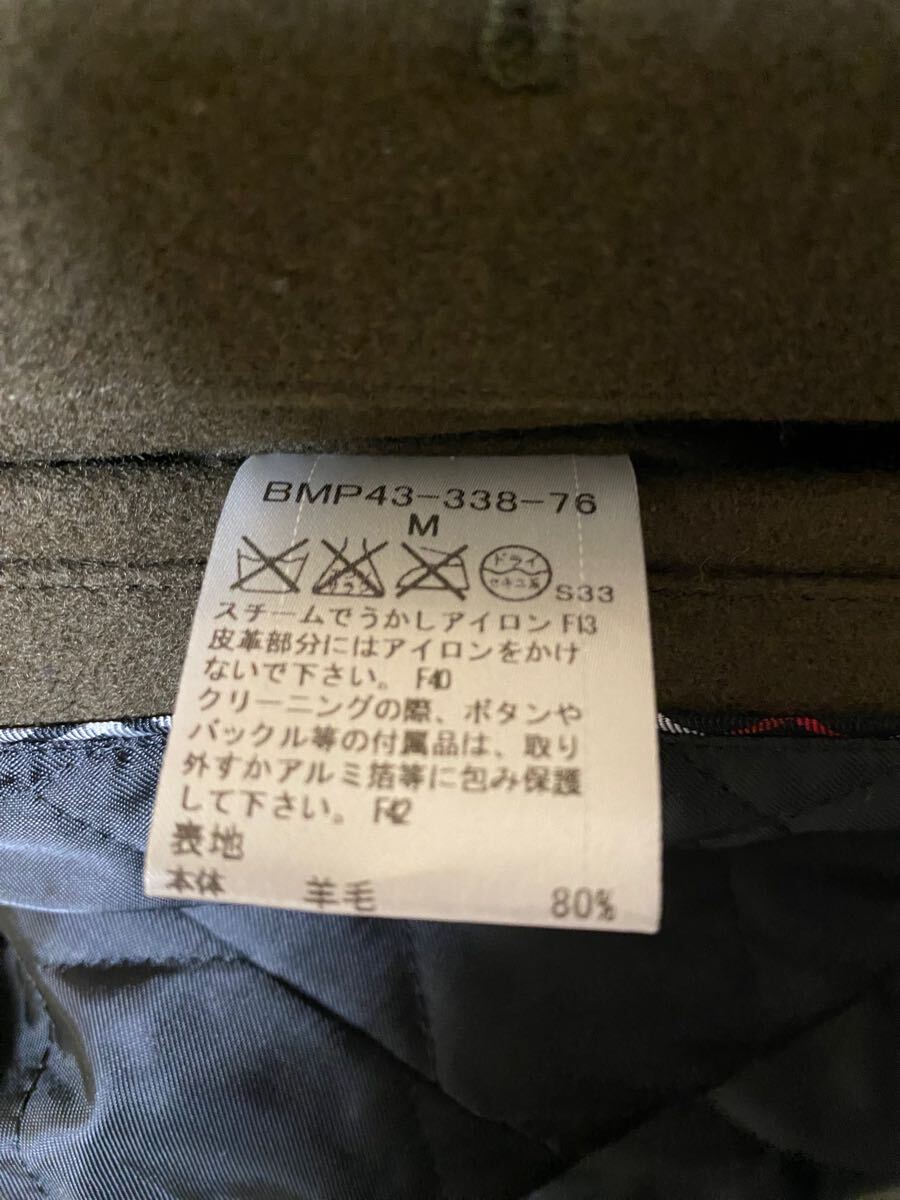 BMP43-338-76
M
ドライ
セキユ系
S33
スチームでうかしアイロン F13
皮革部分にはアイロンをかけ
ないで下さい。 F40
クリーニングの際、ボタンや
バックル等の付属品は、取り
外すかアルミ箔等に包み保護
して下さい。 F42
表地
本体 羊毛 80%